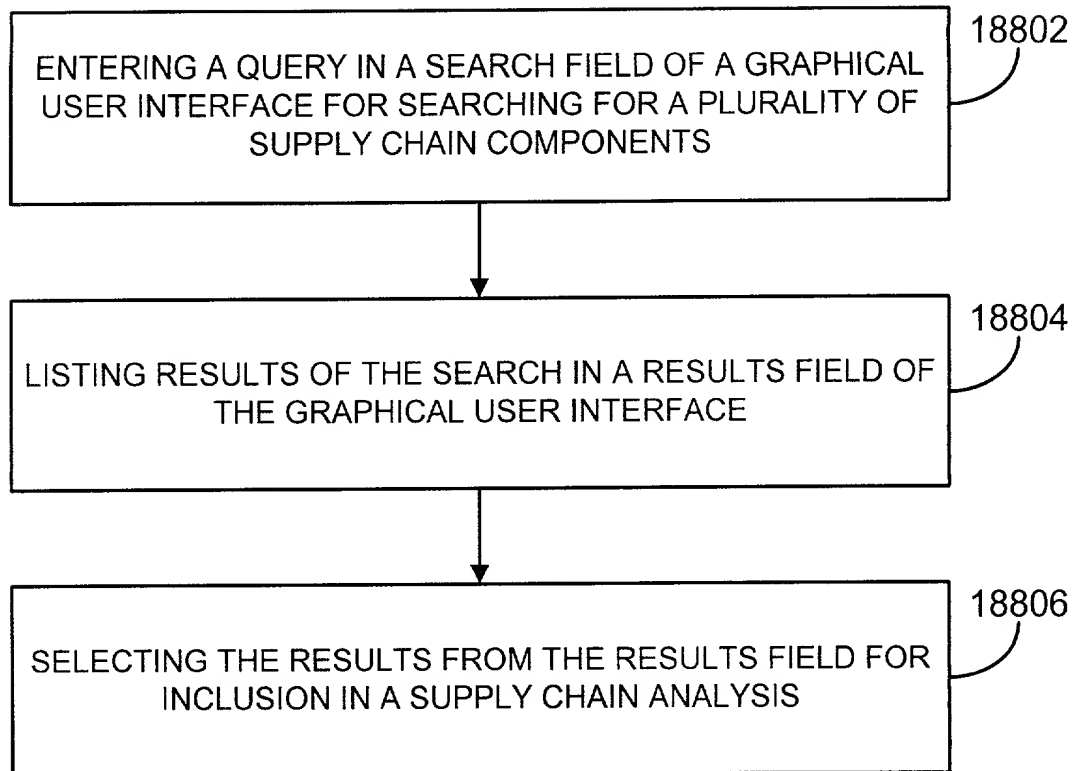 18802
ENTERING A QUERY IN A SEARCH FIELD OF A GRAPHICAL
USER INTERFACE FOR SEARCHING FOR A PLURALITY OF
SUPPLY CHAIN COMPONENTS
18804
LISTING RESULTS OF THE SEARCH IN A RESULTS FIELD OF
THE GRAPHICAL USER INTERFACE
18806
SELECTING THE RESULTS FROM THE RESULTS FIELD FOR
INCLUSION IN A SUPPLY CHAIN ANALYSIS